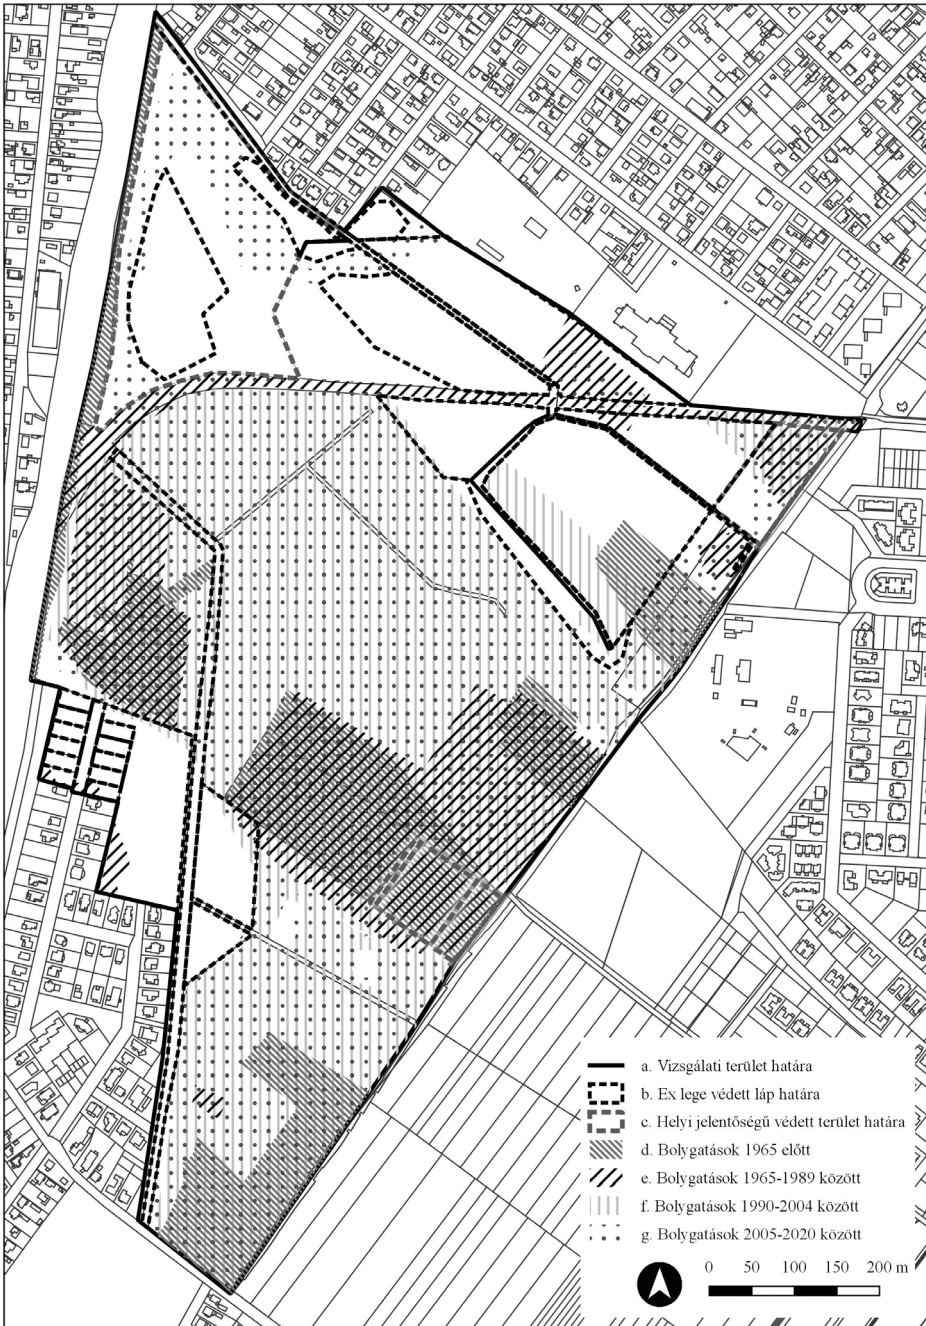 a. Vizsgálati terület határa
b. Ex lege védett láp határa
c. Helyi jelentőségű védett terület határa
d. Bolygatások 1965 előtt
e. Bolygatások 1965-1989 között
f. Bolygatások 1990-2004 között
g. Bolygatások 2005-2020 között
0 50 100 150 200 m